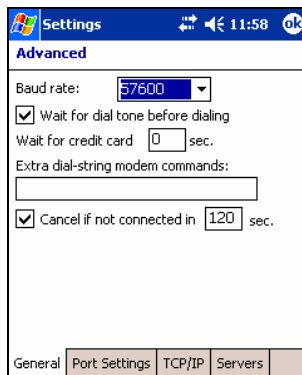 Settings 11:58 ok
Advanced
Baud rate: 57600
Wait for dial tone before dialing
Wait for credit card 0 sec.
Extra dial-string modem commands:
Cancel if not connected in 120 sec.
General Port Settings TCP/IP Servers